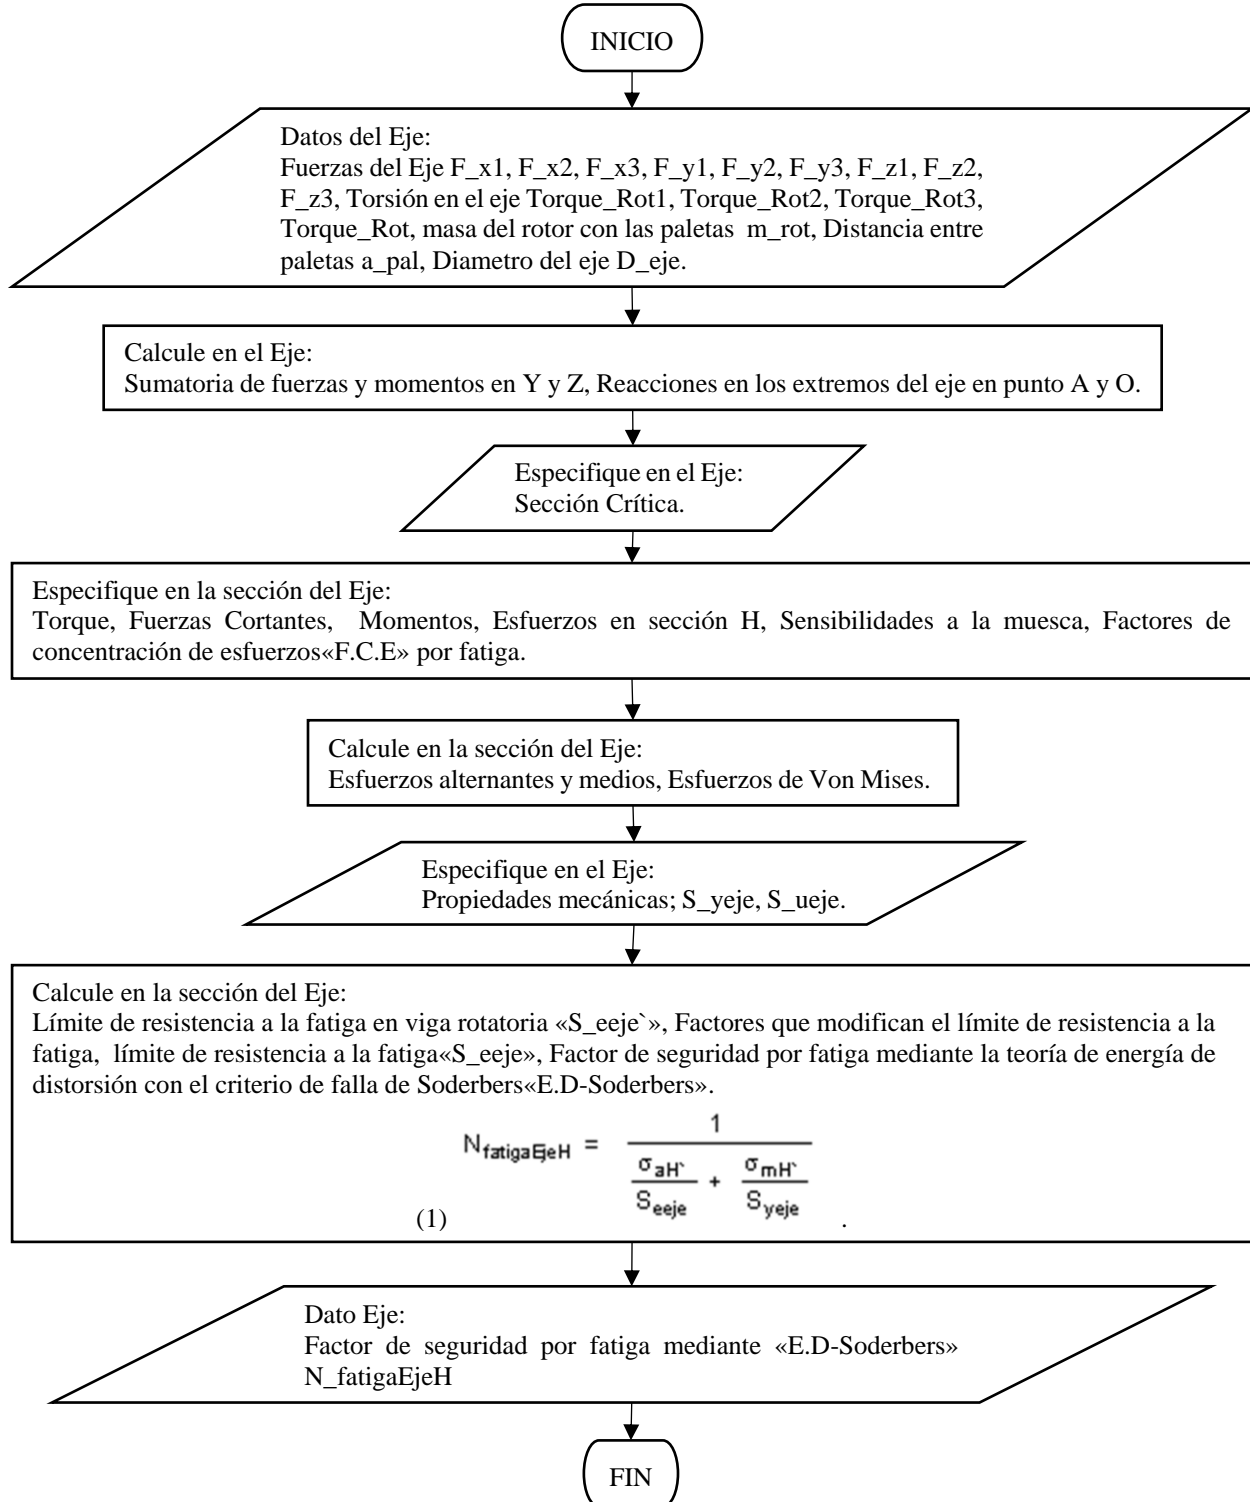 INICIO
Datos del Eje:
Fuerzas del Eje F_x1, F_x2, F_x3, F_y1, F_y2, F_y3, F_z1, F_z2,
F_z3, Torsión en el eje Torque_Rot1, Torque_Rot2, Torque_Rot3,
Torque_Rot, masa del rotor con las paletas m_rot, Distancia entre
paletas a_pal, Diametro del eje D_eje.
Calcule en el Eje:
Sumatoria de fuerzas y momentos en Y y Z, Reacciones en los extremos del eje en punto A y O.
Especifique en el Eje:
Sección Crítica.
Especifique en la sección del Eje:
Torque, Fuerzas Cortantes, Momentos, Esfuerzos en sección H, Sensibilidades a la muesca, Factores de
concentración de esfuerzos«F.C.E» por fatiga.
Calcule en la sección del Eje:
Esfuerzos alternantes y medios, Esfuerzos de Von Mises.
Especifique en el Eje:
Propiedades mecánicas; S_yeje, S_ueje.
Calcule en la sección del Eje:
Límite de resistencia a la fatiga en viga rotatoria «S_eeje`», Factores que modifican el límite de resistencia a la
fatiga, límite de resistencia a la fatiga«S_eeje», Factor de seguridad por fatiga mediante la teoría de energía de
distorsión con el criterio de falla de Soderbers«E.D-Soderbers».
1
N fatigaEjeH =
σ aH` + σ mH`
S eeje S yeje
(1) .
Dato Eje:
Factor de seguridad por fatiga mediante «E.D-Soderbers»
N_fatigaEjeH
FIN